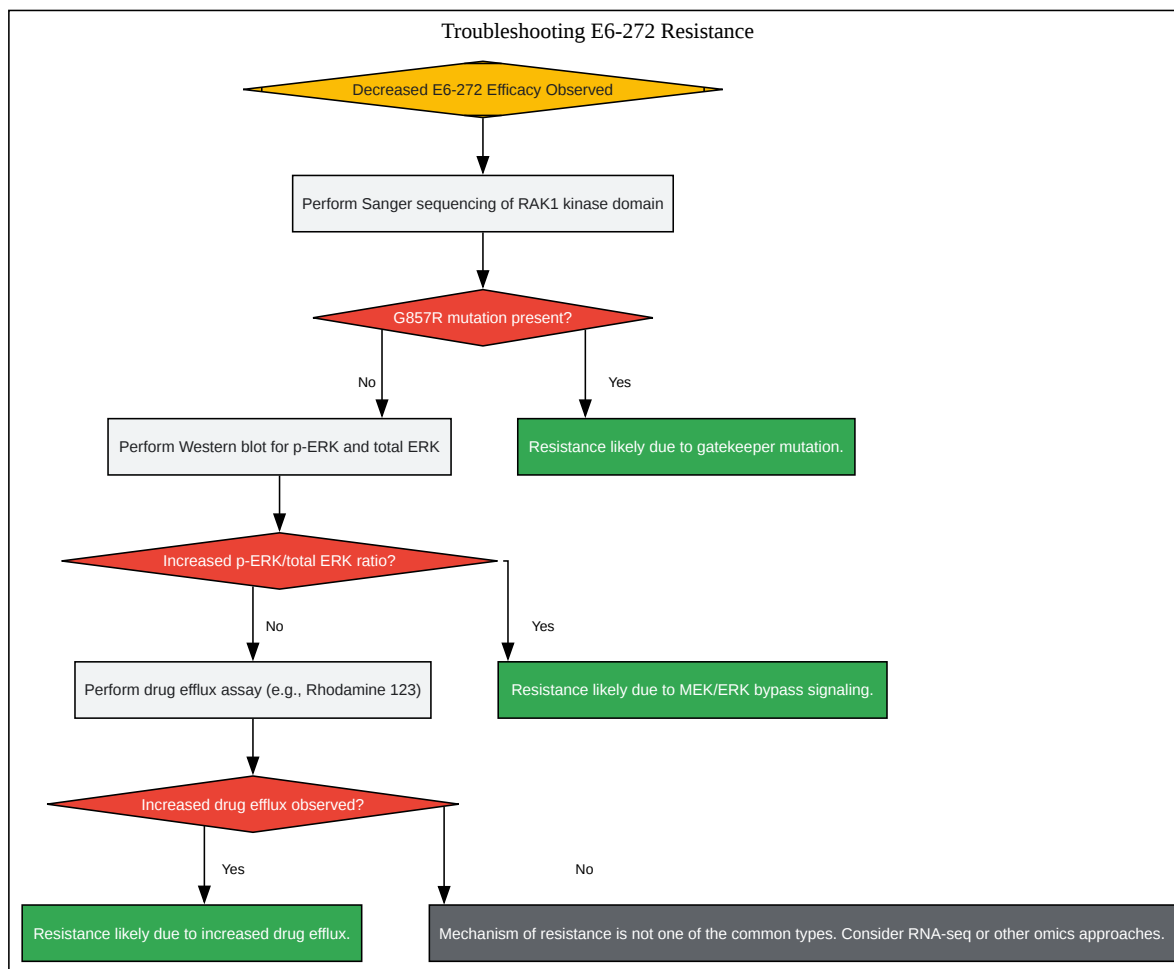 Troubleshooting E6-272 Resistance
Decreased E6-272 Efficacy Observed
Perform Sanger sequencing of RAK1 kinase domain
G857R mutation present?
No
Yes
Perform Western blot for p-ERK and total ERK
Resistance likely due to gatekeeper mutation.
Increased p-ERK/total ERK ratio?
No
Yes
Perform drug efflux assay (e.g., Rhodamine 123)
Resistance likely due to MEK/ERK bypass signaling.
Increased drug efflux observed?
Yes
No
Resistance likely due to increased drug efflux.
Mechanism of resistance is not one of the common types. Consider RNA-seq or other omics approaches.